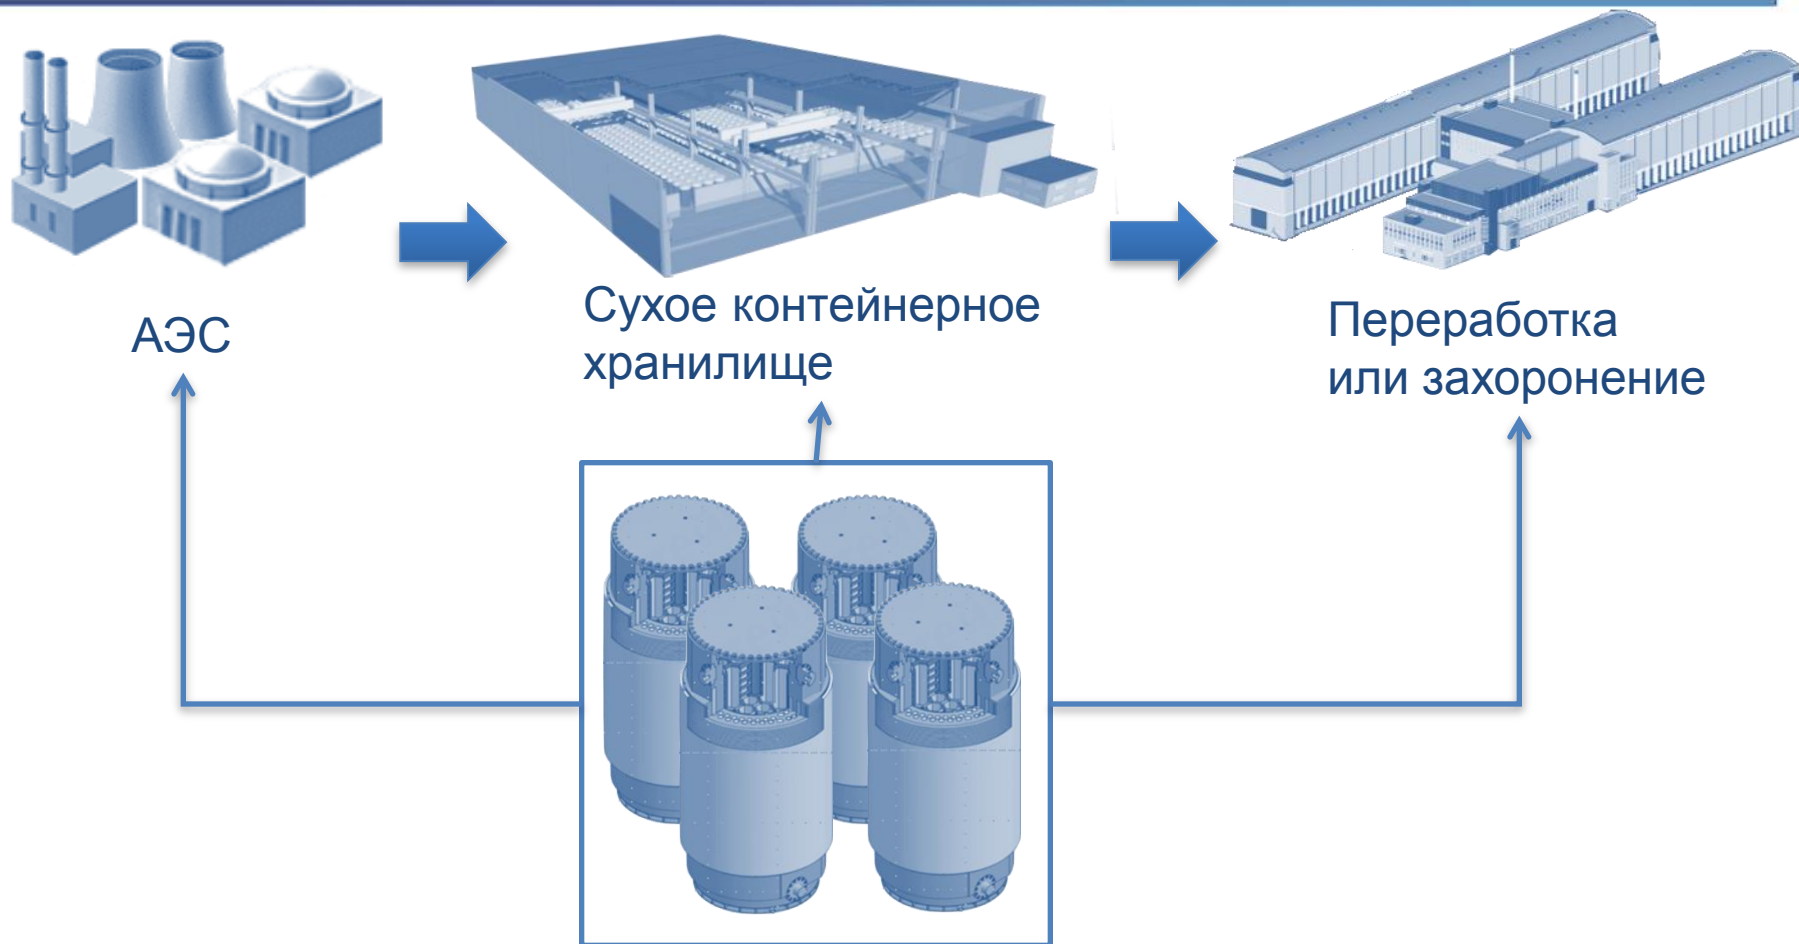 АЭС
Сухое контейнерное
хранилище
Переработка
или захоронение